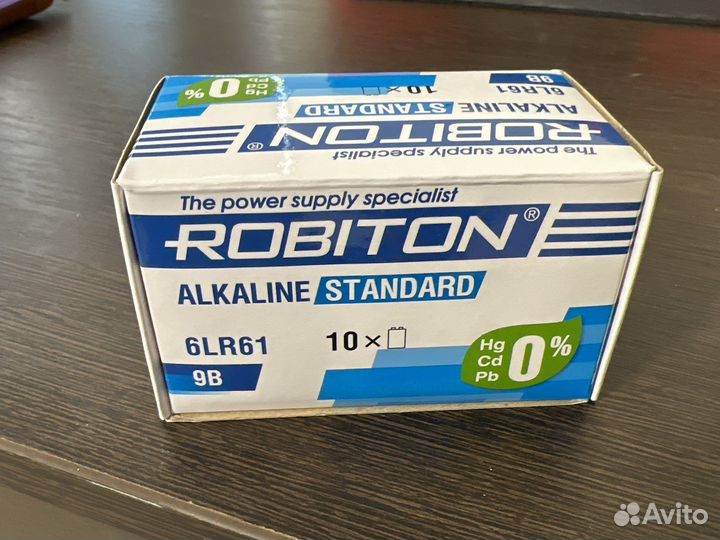 Hg
Cd
Pb
0%
10×
6LR61
9В
ALKALINE STANDARD
ROBITON®
The power supply specialist
The power supply specialist
ROBITON®
ALKALINE STANDARD
6LR61
10×
9В
Hg
Cd
Pb
0%
Avito